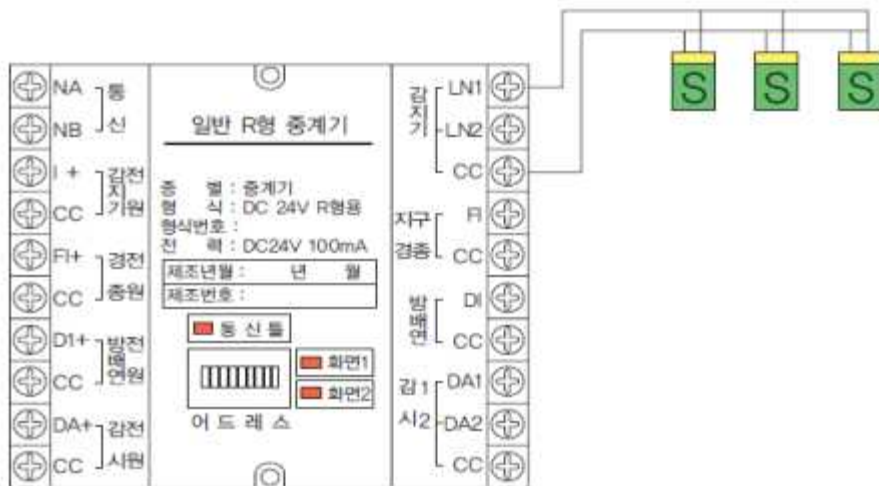 NA 통
NB 신
I + 감전
지
CC 기원
FI+ 경전
CC 종원
D1+ 방전
배
CC 연원
DA+ 감전
CC 시원
일반 R형 중계기
종 별 : 중계기
형 식 : DC 24V R형용
형식번호 :
전 력 : DC24V 100mA
제조년월 : 년 월
제조번호 :
통 신
화면1
화면2
어 드 레 스
감 LN1
지
기 LN2
CC
지구 FI
경종 CC
방 DI
배
연 CC
감 1 DA1
시2 DA2
CC
S S S